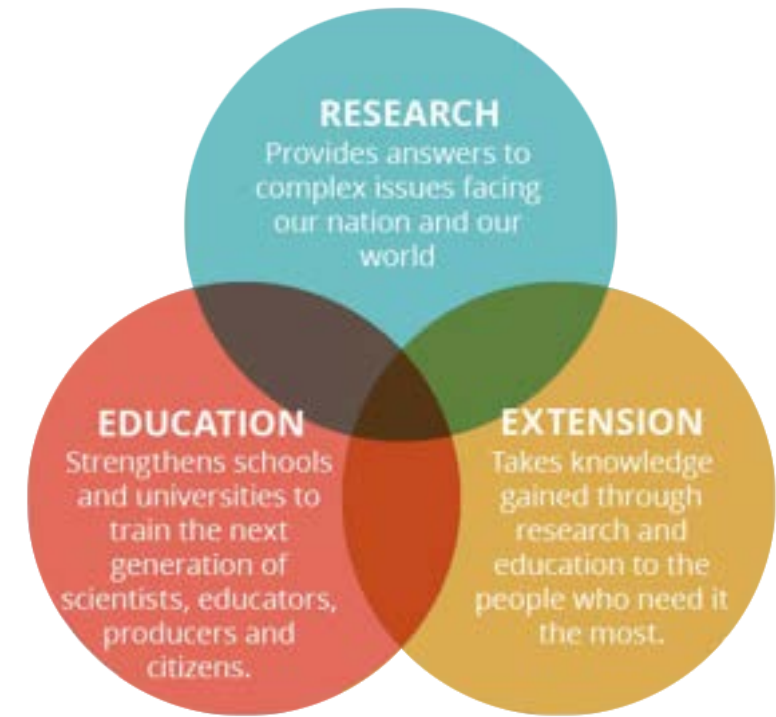 RESEARCH
Provides answers to
complex issues facing
our nation and our
world
EDUCATION
Strengthens schools
and universities to
train the next
generation of
scientists, educators,
producers and
citizens.
EXTENSION
Takes knowledge
gained through
research and
education to the
people who need it
the most.